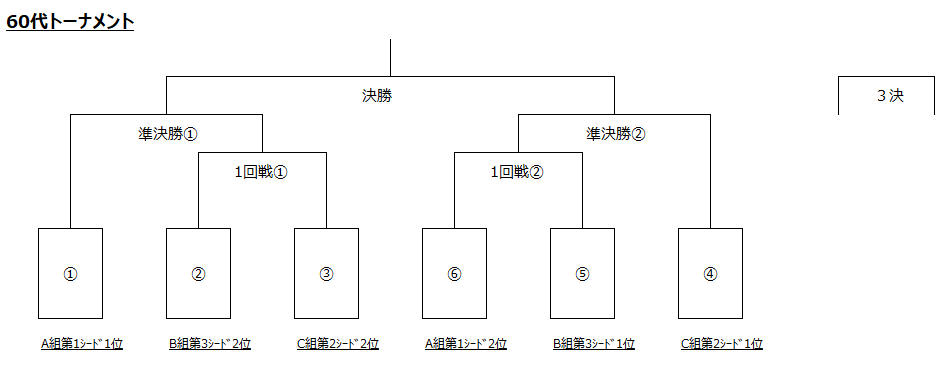 60代トーナメント
決勝
３決
準決勝①
準決勝②
1回戦①
1回戦②
①
②
③
⑥
⑤
④
A組第1ｼｰﾄﾞ1位
B組第3ｼｰﾄﾞ2位
C組第2ｼｰﾄﾞ2位
A組第1ｼｰﾄﾞ2位
B組第3ｼｰﾄﾞ1位
C組第2ｼｰﾄﾞ1位